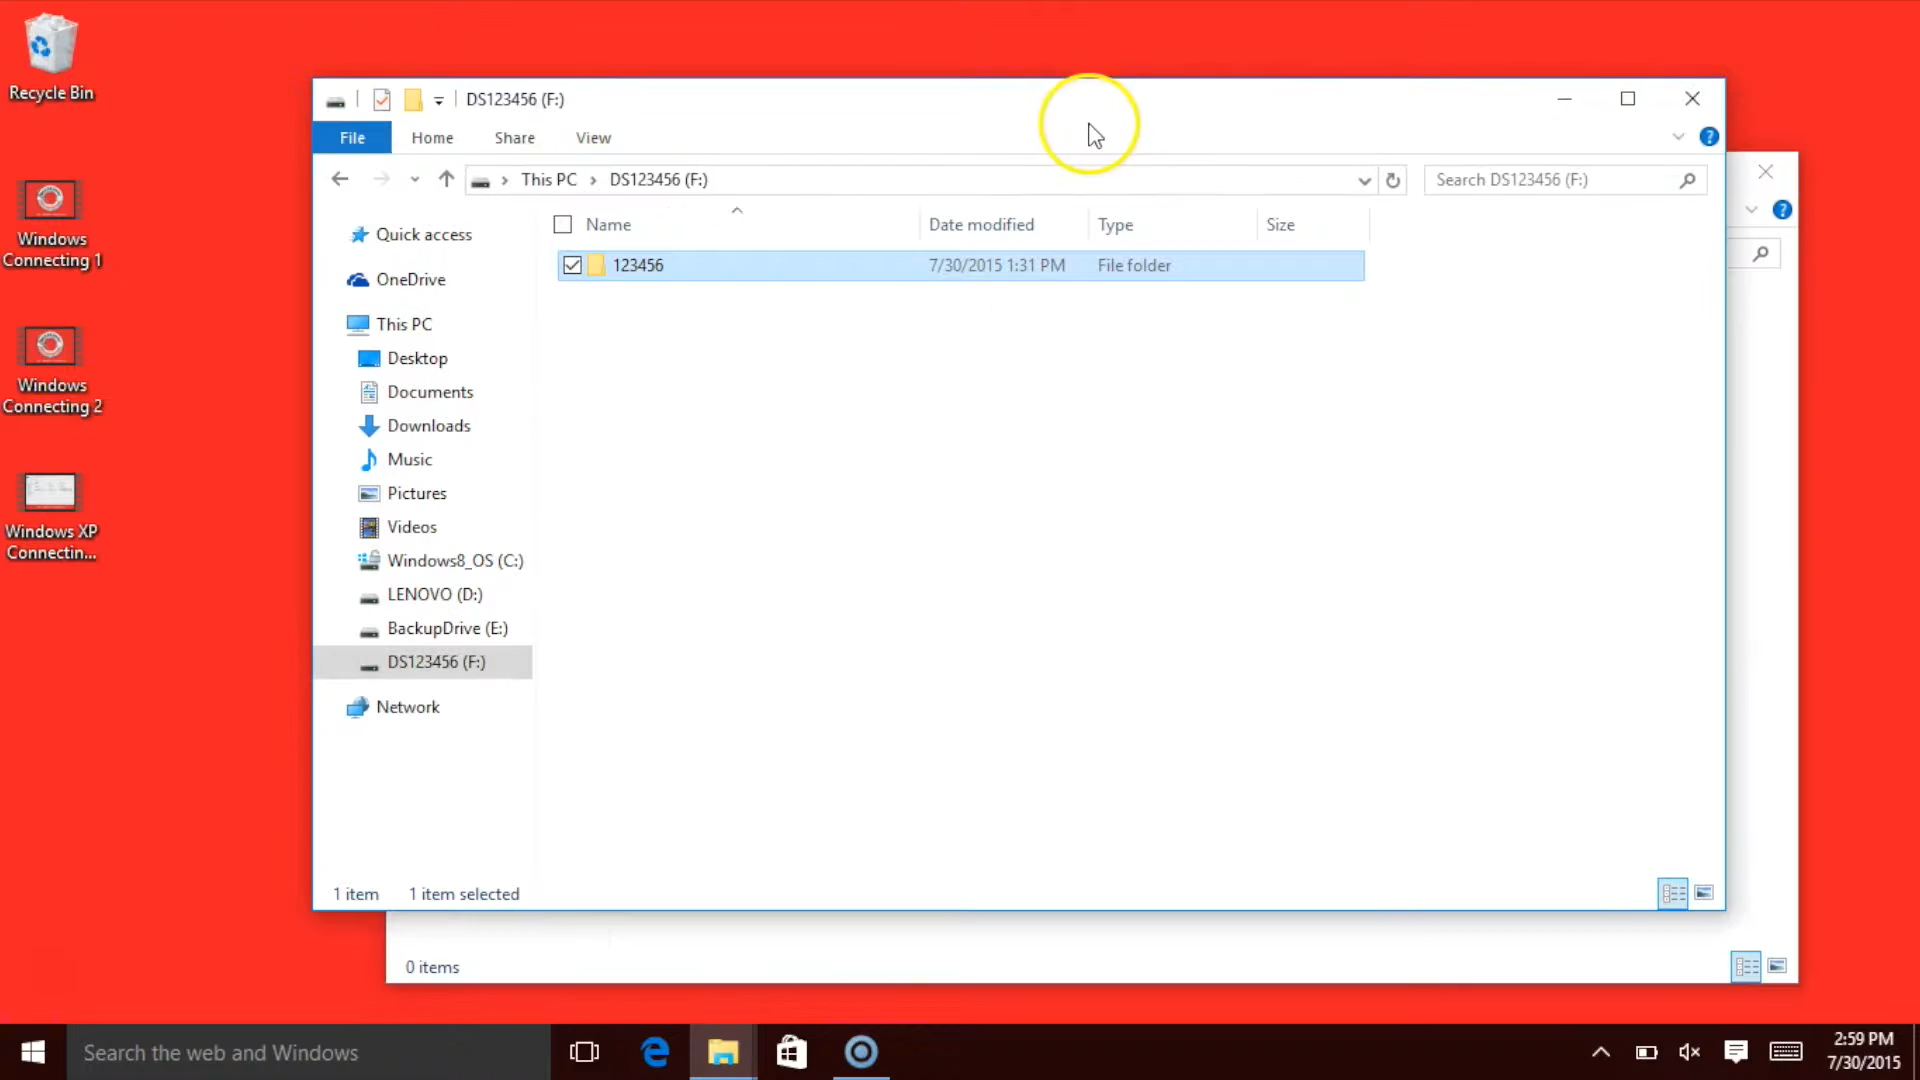 Recycle Bin
Windows
Connecting 1
Windows
Connecting 2
Windows XP
Connectin...
DS123456 (F:)
File Home Share View
This PC > DS123456 (F:)
Search DS123456 (F:)
Name Date modified Type Size
123456 7/30/2015 1:31 PM File folder
Quick access
OneDrive
This PC
Desktop
Documents
Downloads
Music
Pictures
Videos
Windows8_OS (C:)
LENOVO (D:)
BackupDrive (E:)
DS123456 (F:)
Network
1 item 1 item selected
0 items
Search the web and Windows
2:59 PM
7/30/2015